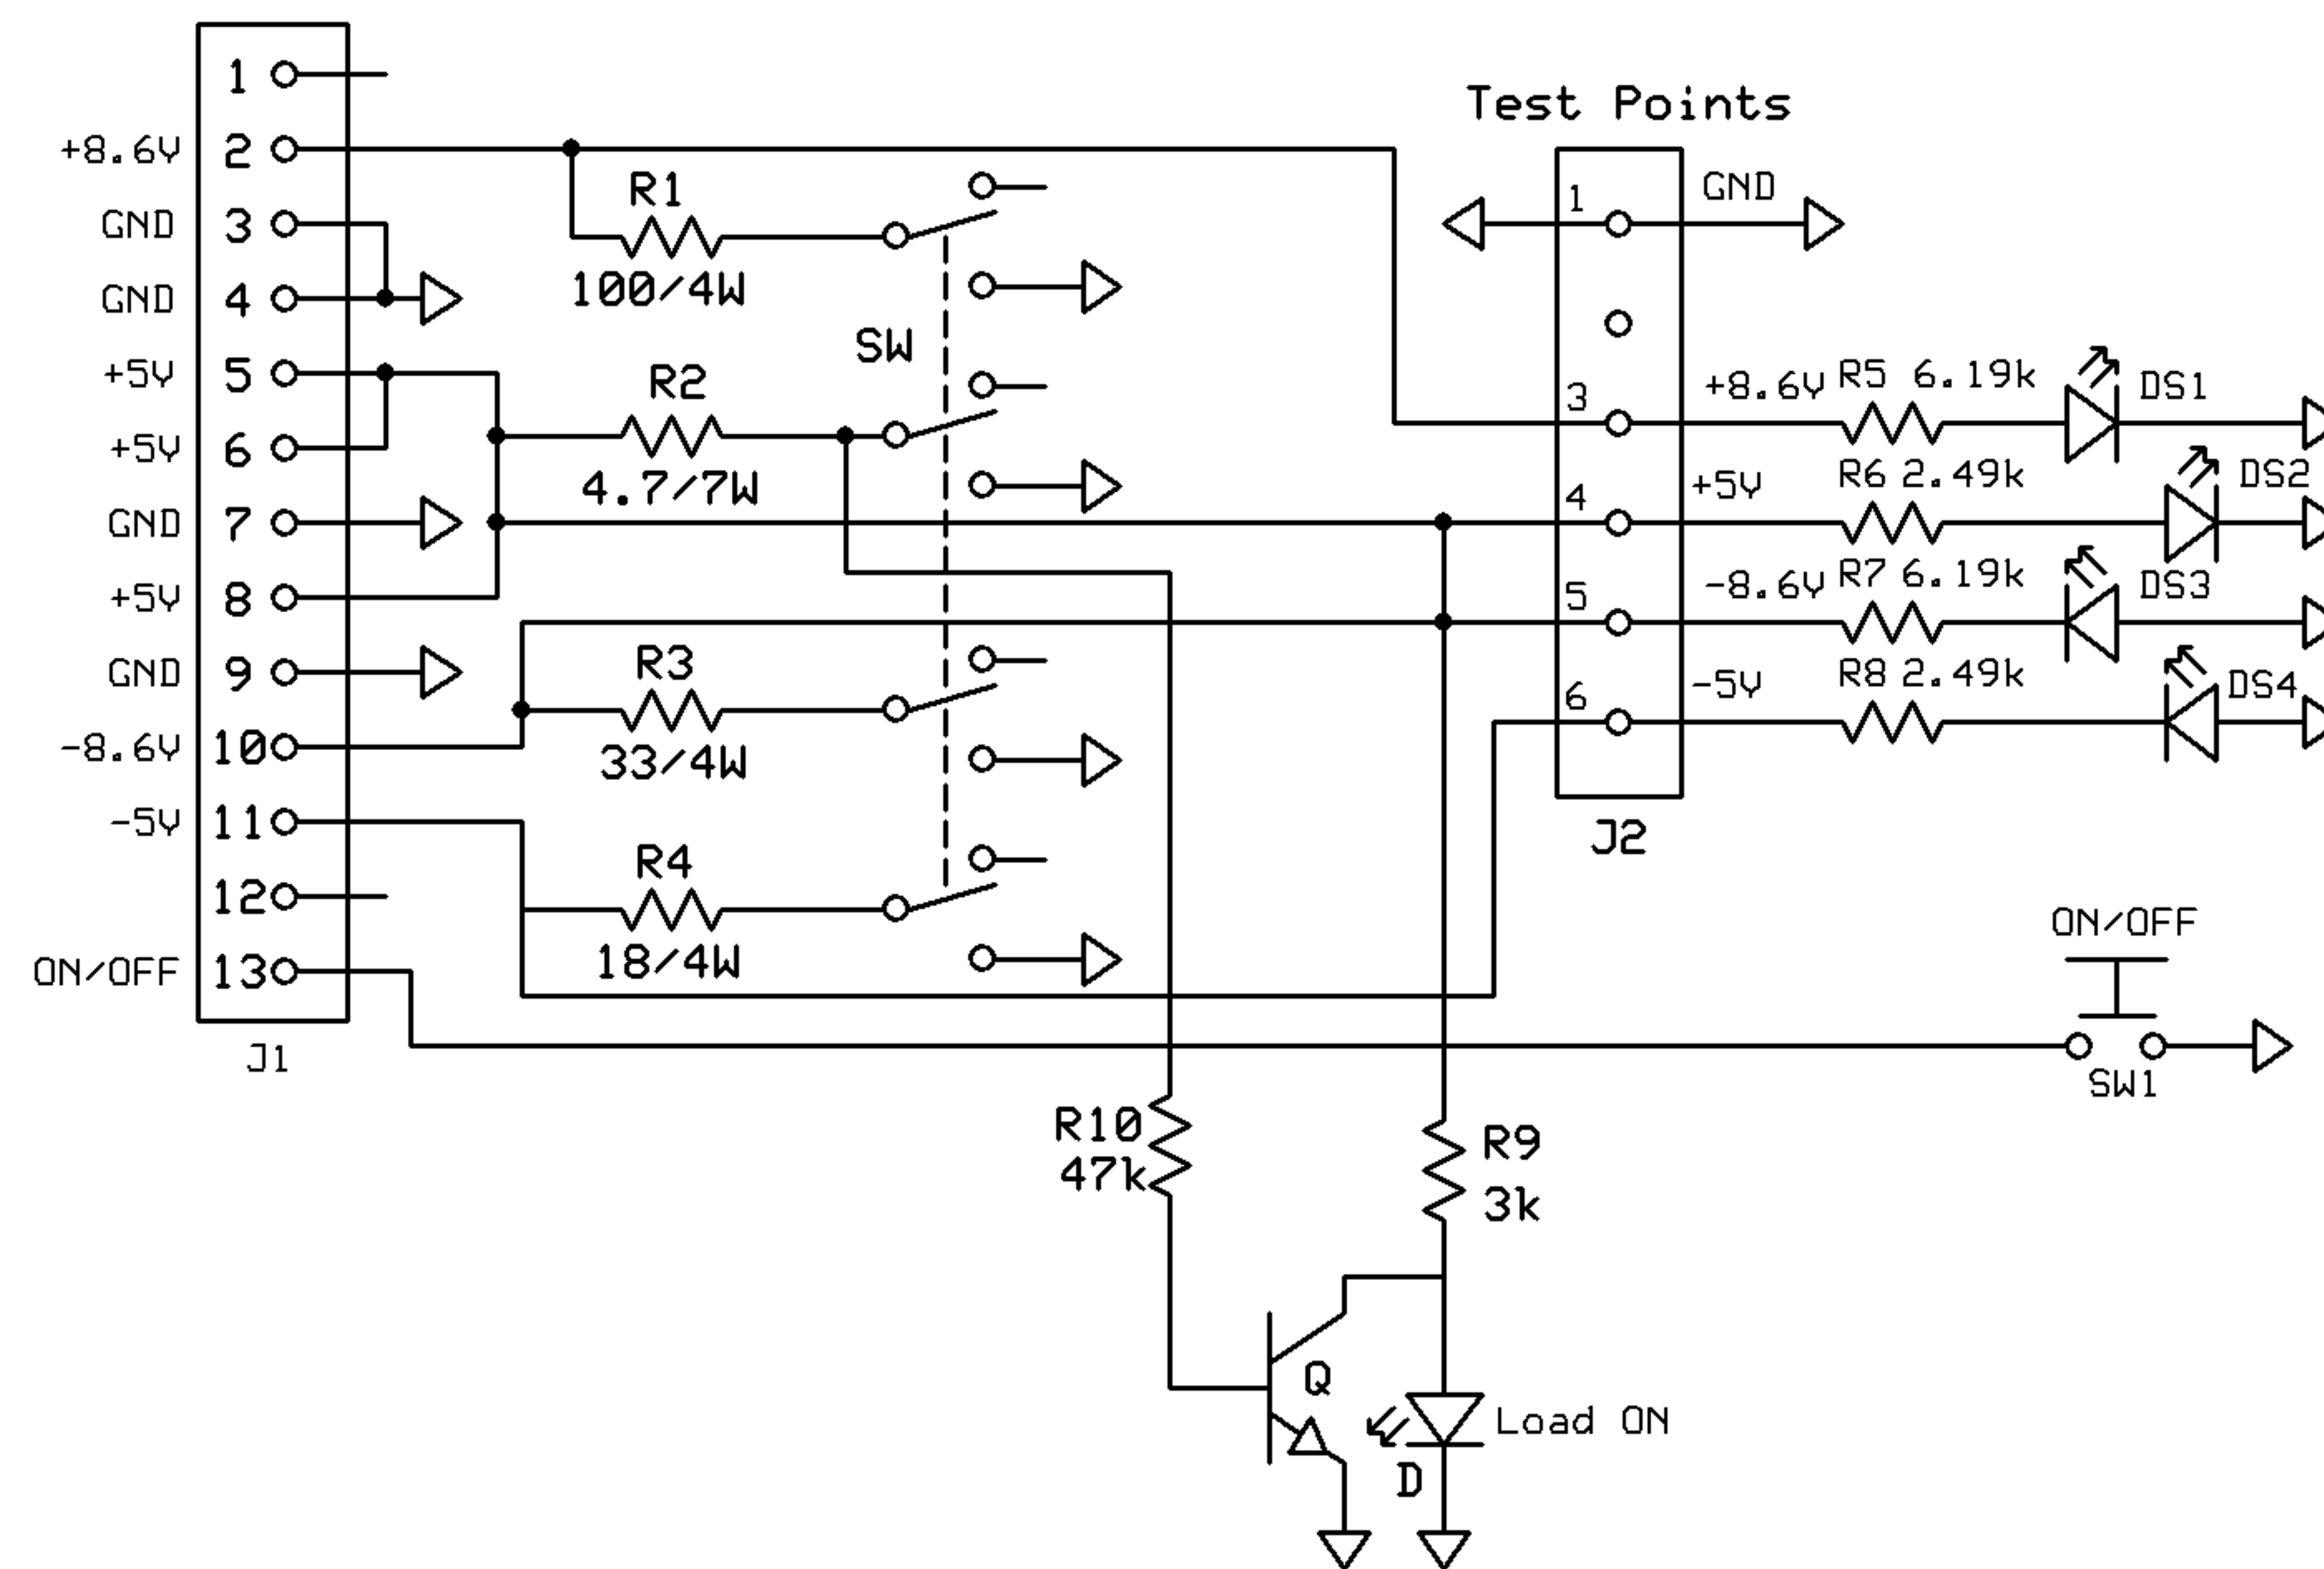 1
+8.6V 2
GND 3
GND 4
+5V 5
+5V 6
GND 7
+5V 8
GND 9
-8.6V 10
-5V 11
12
ON/OFF 13
J1
R1
100/4W
SW
R2
4.7/7W
R3
33/4W
R4
18/4W
Test Points
1 GND
3 +8.6V R5 6.19k DS1
4 +5V R6 2.49k DS2
5 -8.6V R7 6.19k DS3
6 -5V R8 2.49k DS4
J2
ON/OFF
SW1
R10
47k
R9
3k
Q
Load ON
D